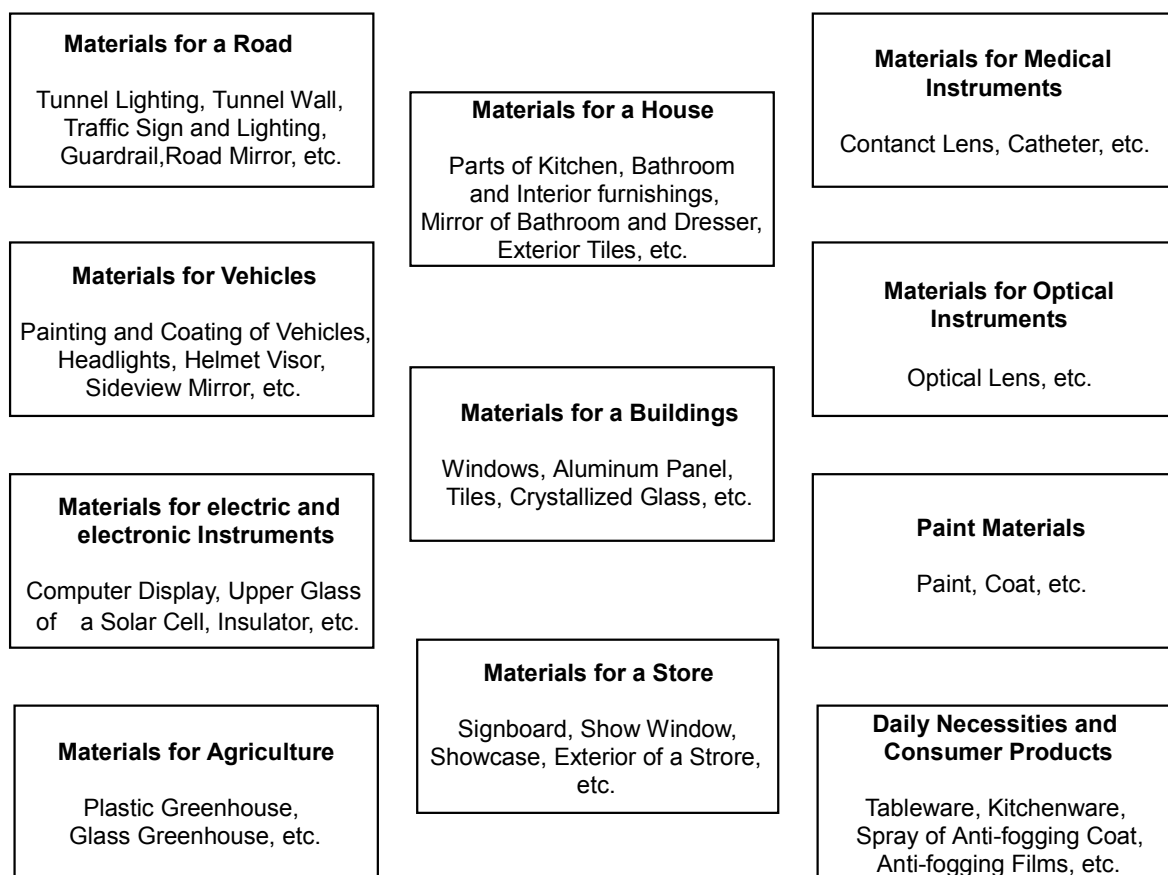 Materials for a Road
Tunnel Lighting, Tunnel Wall,
Traffic Sign and Lighting,
Guardrail,Road Mirror, etc.
Materials for Vehicles
Painting and Coating of Vehicles,
Headlights, Helmet Visor,
Sideview Mirror, etc.
Materials for electric and
electronic Instruments
Computer Display, Upper Glass
of a Solar Cell, Insulator, etc.
Materials for Agriculture
Plastic Greenhouse,
Glass Greenhouse, etc.
Materials for a House
Parts of Kitchen, Bathroom
and Interior furnishings,
Mirror of Bathroom and Dresser,
Exterior Tiles, etc.
Materials for a Buildings
Windows, Aluminum Panel,
Tiles, Crystallized Glass, etc.
Materials for a Store
Signboard, Show Window,
Showcase, Exterior of a Strore,
etc.
Materials for Medical
Instruments
Contanct Lens, Catheter, etc.
Materials for Optical
Instruments
Optical Lens, etc.
Paint Materials
Paint, Coat, etc.
Daily Necessities and
Consumer Products
Tableware, Kitchenware,
Spray of Anti-fogging Coat,
Anti-fogging Films, etc.